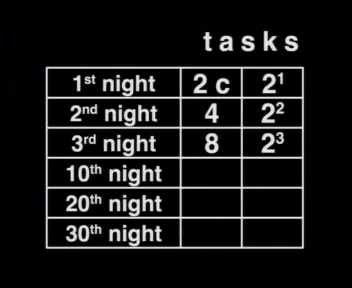 tasks
1st night 2 c 2¹
2nd night 4 2²
3rd night 8 2³
10th night
20th night
30th night